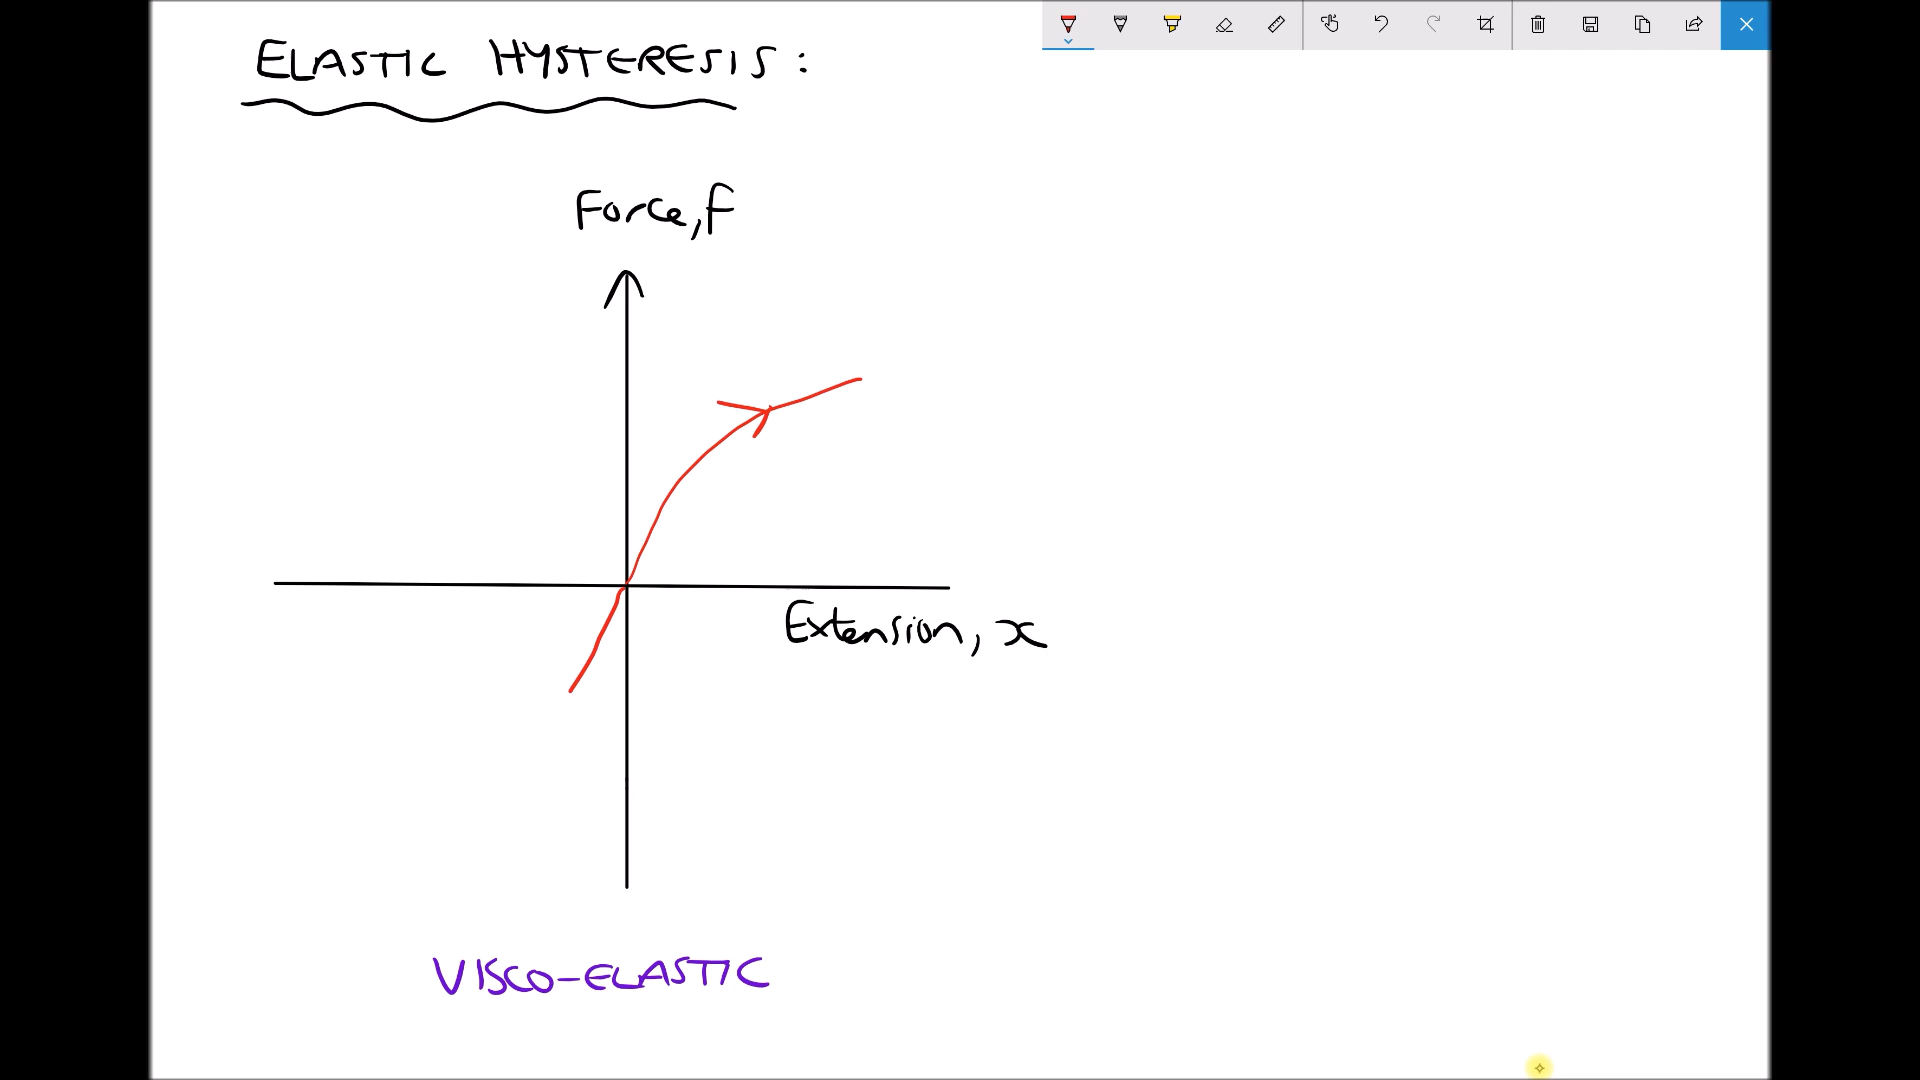 ELASTIC HYSTERESIS:
Force, F
Extension, x
VISCO-ELASTIC